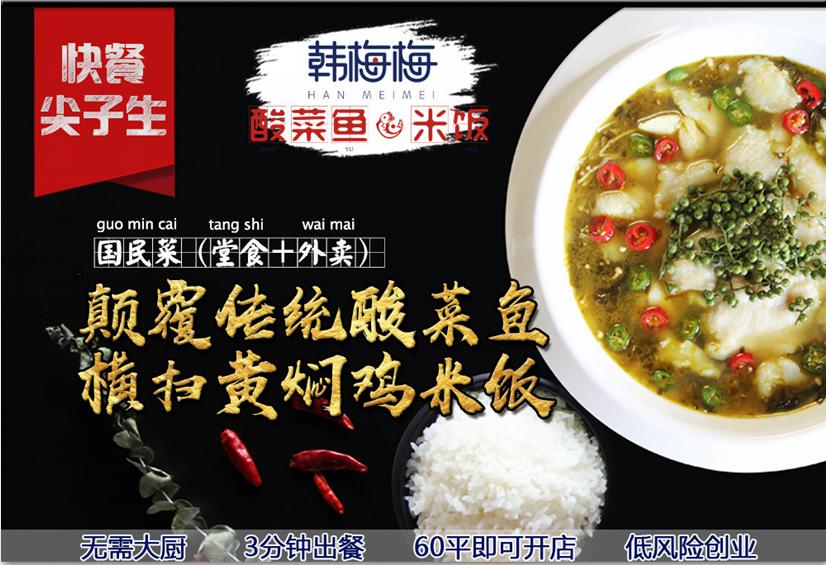 快餐
尖子生
韩梅梅
HAN MEIMEI
酸菜鱼米饭
YU
guo min cai tang shi wai mai
国民菜（堂食＋外卖）
颠覆传统酸菜鱼
横扫黄焖鸡米饭
无需大厨 3分钟出餐 60平即可开店 低风险创业